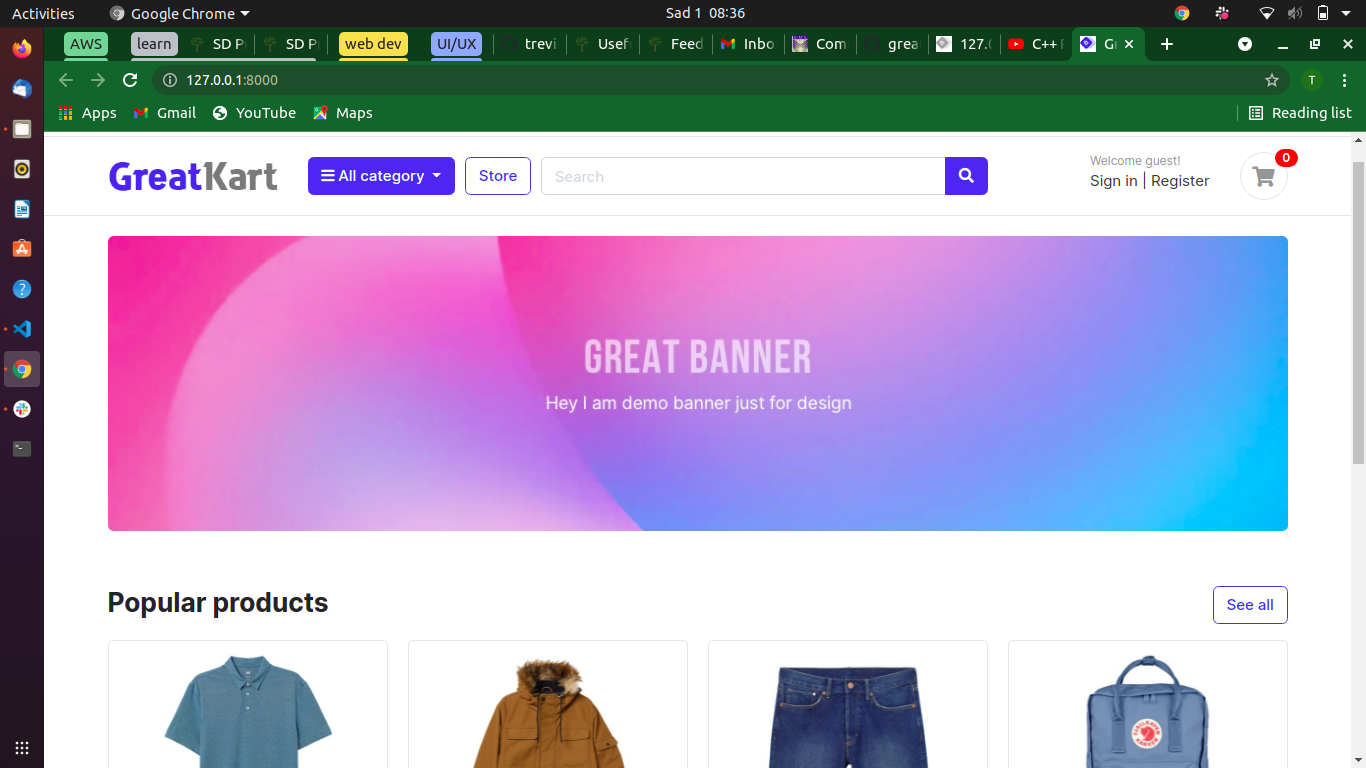 Activities
Google Chrome
Sad 1 08:36
AWS
learn
SD P
SD P
web dev
UI/UX
trevi
Usef
Feed
Inbo
Com
grea
127.0
C++ F
Gr
127.0.0.1:8000
T
Apps
Gmail
YouTube
Maps
Reading list
GreatKart
All category
Store
Search
Welcome guest!
Sign in | Register
0
GREAT BANNER
Hey I am demo banner just for design
Popular products
See all